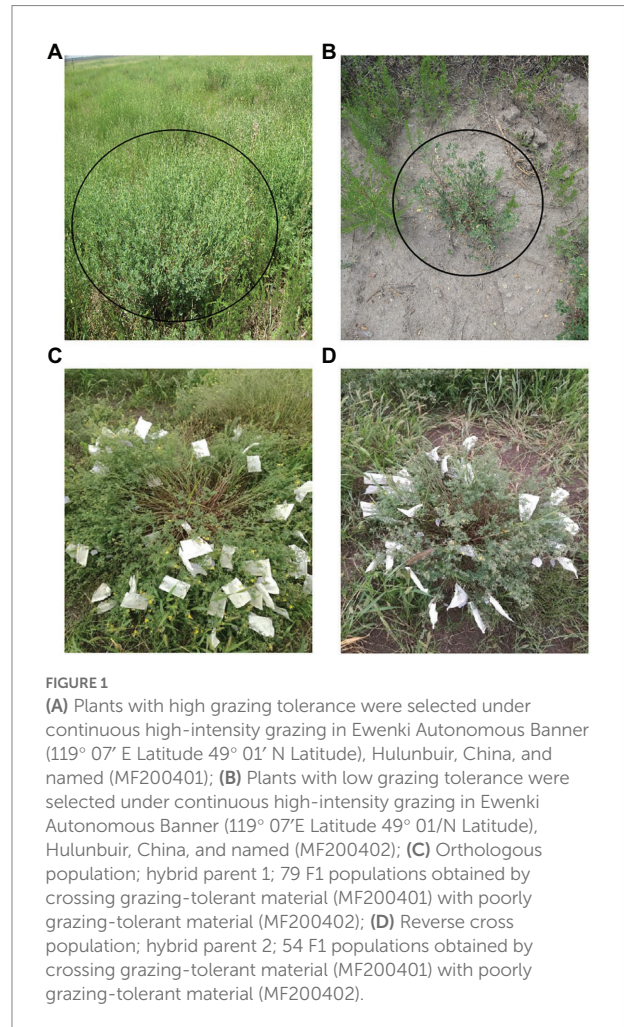 A
B
C
D
FIGURE 1
(A) Plants with high grazing tolerance were selected under
continuous high-intensity grazing in Ewenki Autonomous Banner
(119° 07′ E Latitude 49° 01′ N Latitude), Hulunbuir, China, and
named (MF200401); (B) Plants with low grazing tolerance were
selected under continuous high-intensity grazing in Ewenki
Autonomous Banner (119° 07′E Latitude 49° 01/N Latitude),
Hulunbuir, China, and named (MF200402); (C) Orthologous
population; hybrid parent 1; 79 F1 populations obtained by
crossing grazing-tolerant material (MF200401) with poorly
grazing-tolerant material (MF200402); (D) Reverse cross
population; hybrid parent 2; 54 F1 populations obtained by
crossing grazing-tolerant material (MF200401) with poorly
grazing-tolerant material (MF200402).